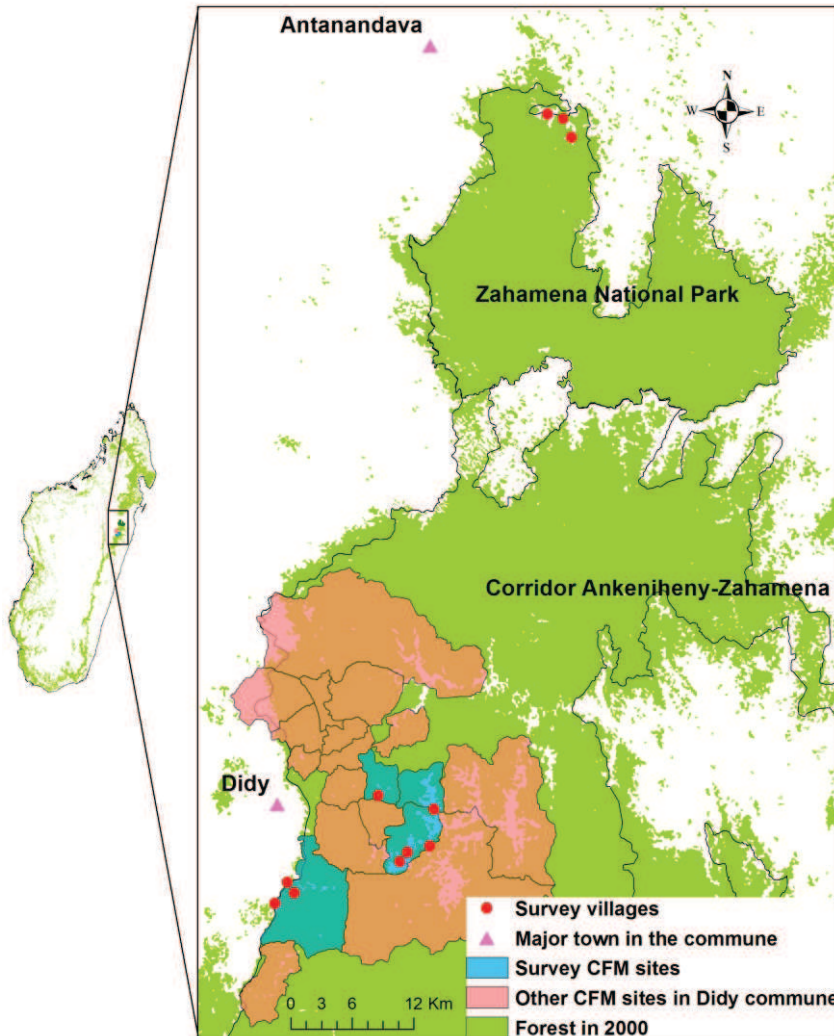 Antanandava
N
W E
S
Zahamena National Park
Corridor Ankeniheny-Zahamena
Didy
Survey villages
Major town in the commune
Survey CFM sites
Other CFM sites in Didy commune
Forest in 2000
0 3 6 12 Km